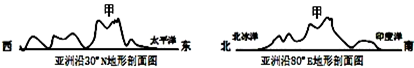 甲
西 太平洋 东
亚洲沿30°N地形剖面图
甲
北 北冰洋 印度洋 南
亚洲沿80°E地形剖面图